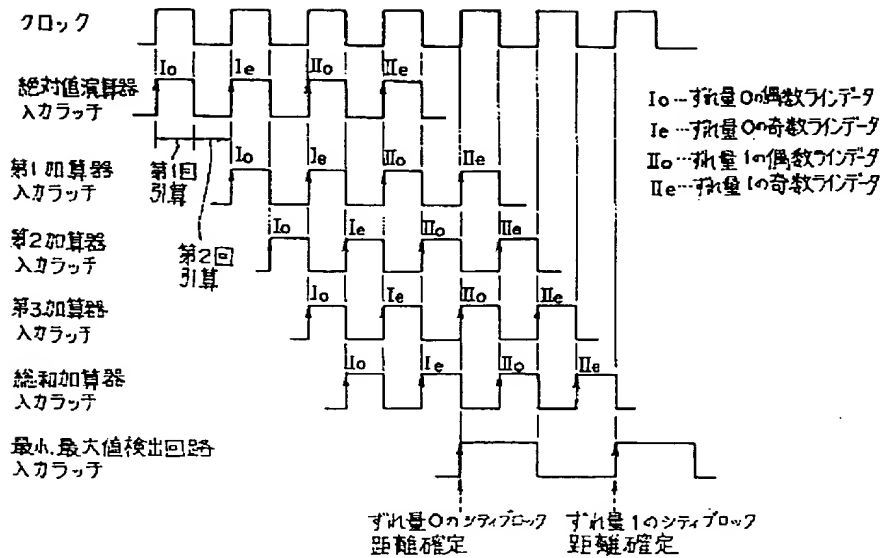 クロック
Io Ie IIo IIe
絶対値演算器
入力ラッチ
Io…ずれ量0の偶数ラインデータ
Ie…ずれ量0の奇数ラインデータ
IIo…ずれ量1の偶数ラインデータ
IIe…ずれ量1の奇数ラインデータ
第1回
引算
Io Ie IIo IIe
第1加算器
入力ラッチ
第2回
引算
Io Ie IIo IIe
第2加算器
入力ラッチ
Io Ie IIo IIe
第3加算器
入力ラッチ
Io Ie IIo IIe
総和加算器
入力ラッチ
最小、最大値検出回路
入力ラッチ
ずれ量0のシティブロック
距離確定
ずれ量1のシティブロック
距離確定